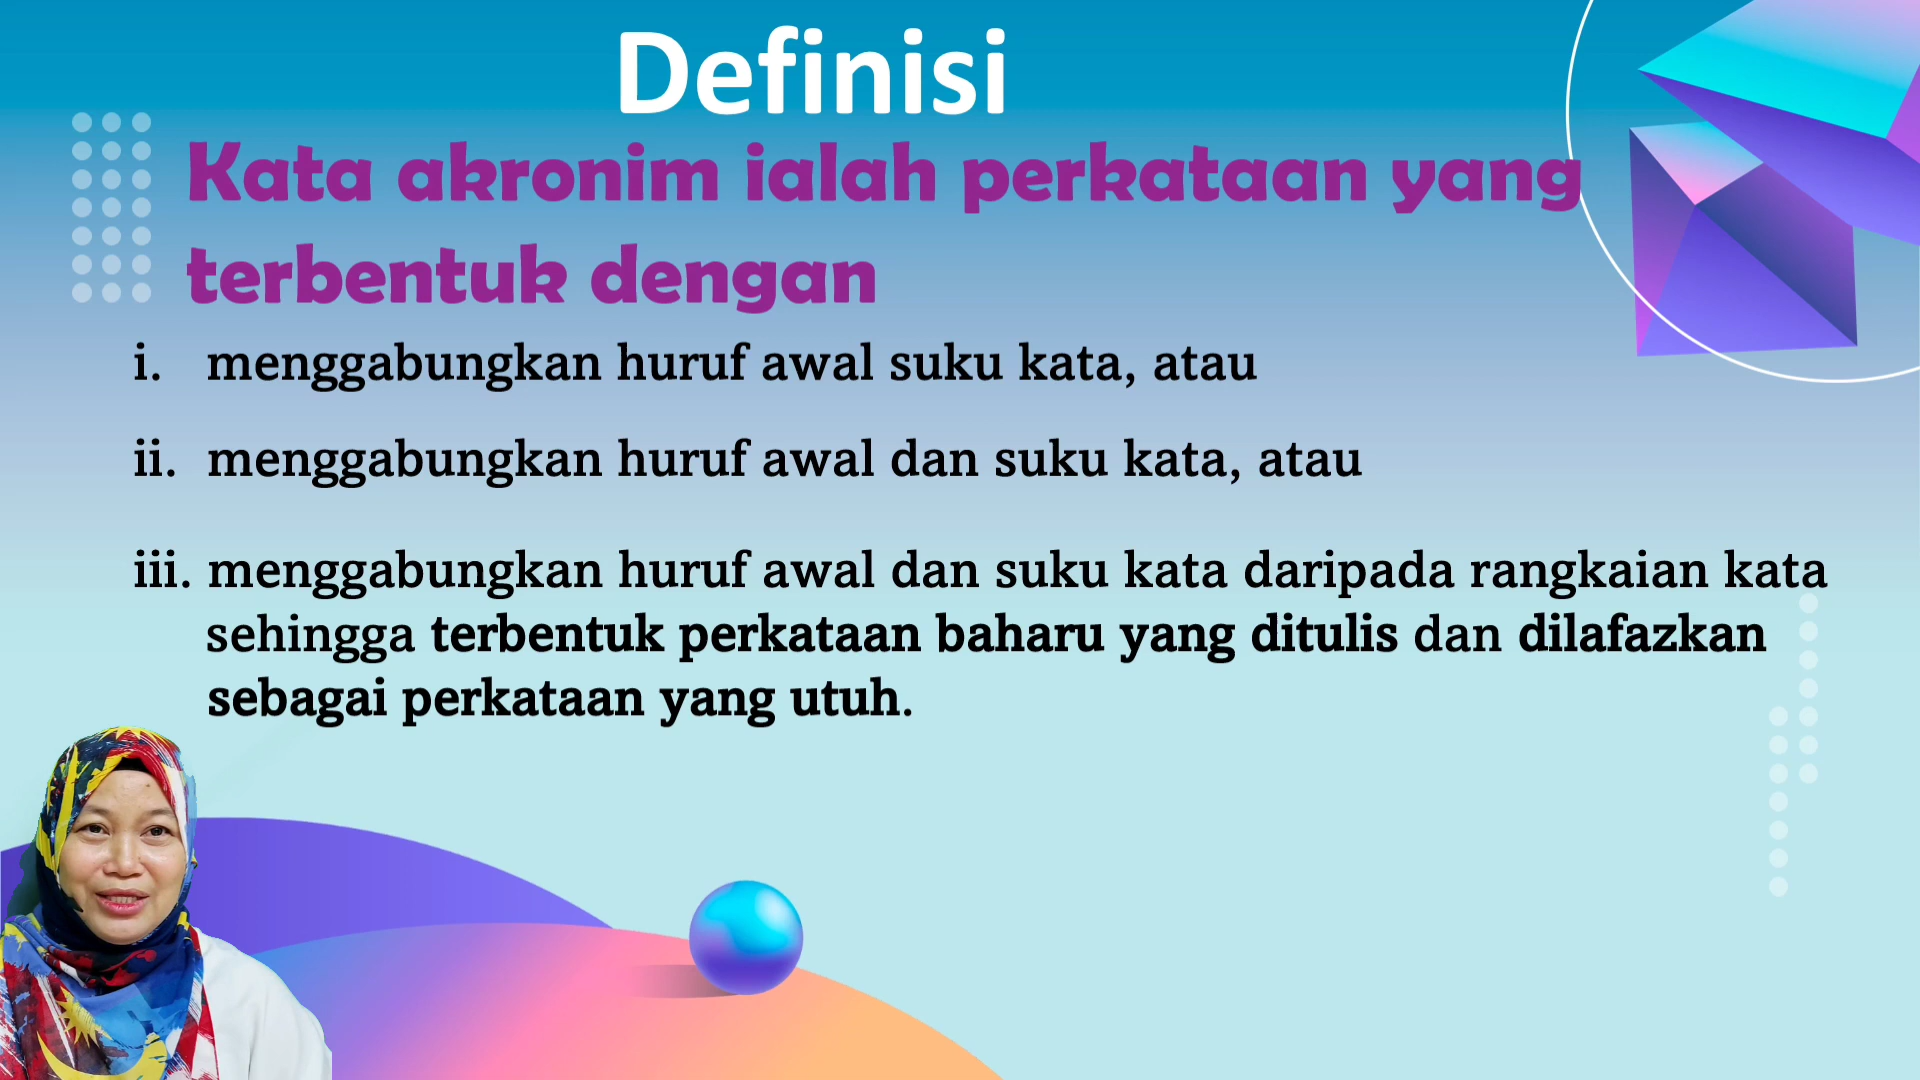 Definisi
Kata akronim ialah perkataan yang
terbentuk dengan
i. menggabungkan huruf awal suku kata, atau
ii. menggabungkan huruf awal dan suku kata, atau
iii. menggabungkan huruf awal dan suku kata daripada rangkaian kata
sehingga terbentuk perkataan baharu yang ditulis dan dilafazkan
sebagai perkataan yang utuh.